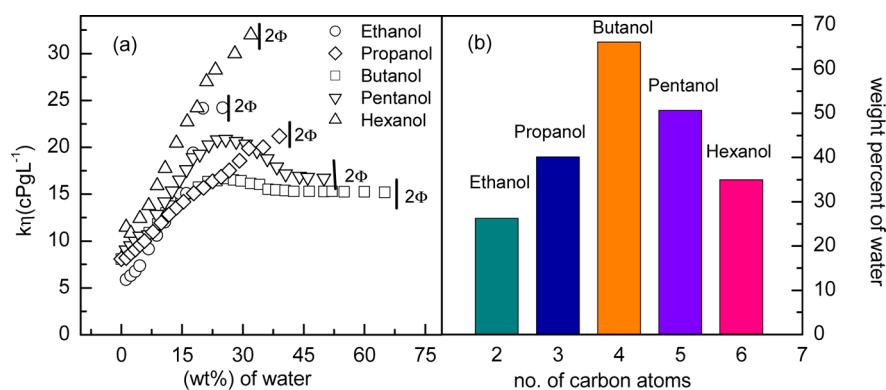 (a)
Ethanol
Propanol
Butanol
Pentanol
Hexanol
2Φ
2Φ
2Φ
2Φ
2Φ
kη(cPgL⁻¹)
30
25
20
15
10
5
0
0 15 30 45 60 75
(wt%) of water
(b)
Ethanol
Propanol
Butanol
Pentanol
Hexanol
2 3 4 5 6 7
no. of carbon atoms
70
60
50
40
30
20
10
0
weight percent of water